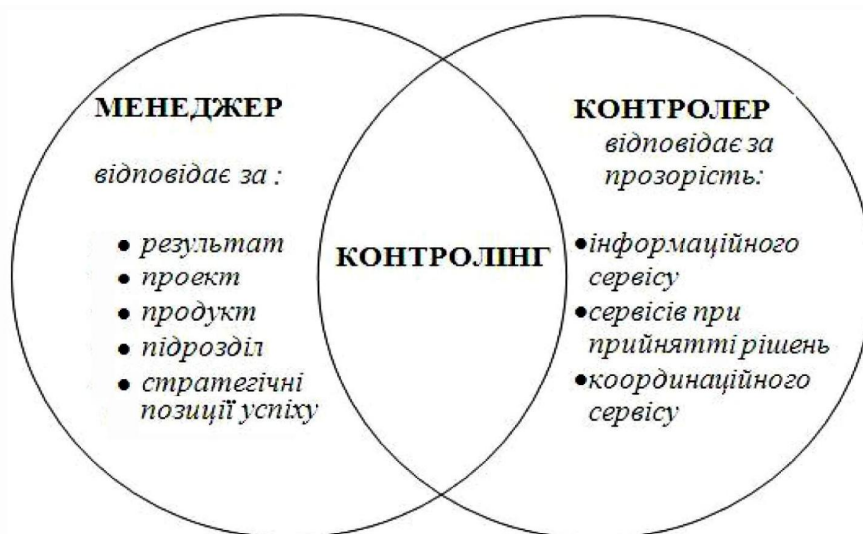 МЕНЕДЖЕР
відповідає за :
• результат
• проект
• продукт
• підрозділ
• стратегічні
позиції успіху
КОНТРОЛІНГ
КОНТРОЛЕР
відповідає за
прозорість:
•інформаційного
сервісу
•сервісів при
прийнятті рішень
•координаційного
сервісу